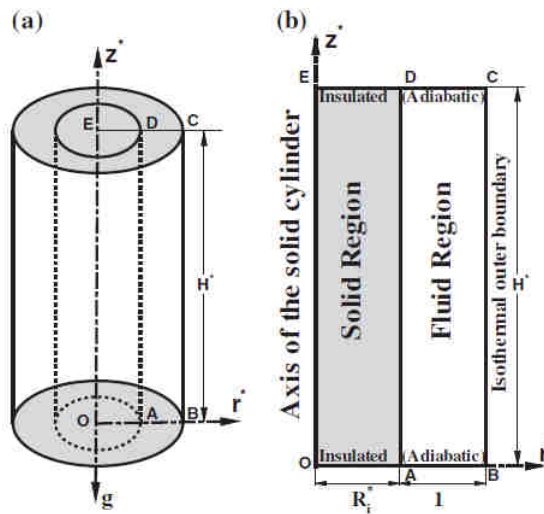 (a)
z*
E
D
C
H*
r*
O
A
B
g
(b)
z*
E
D
C
Insulated
(Adiabatic)
Axis of the solid cylinder
Solid Region
Fluid Region
Isothermal outer boundary
H*
Insulated
(Adiabatic)
O
A
B
R*i
1